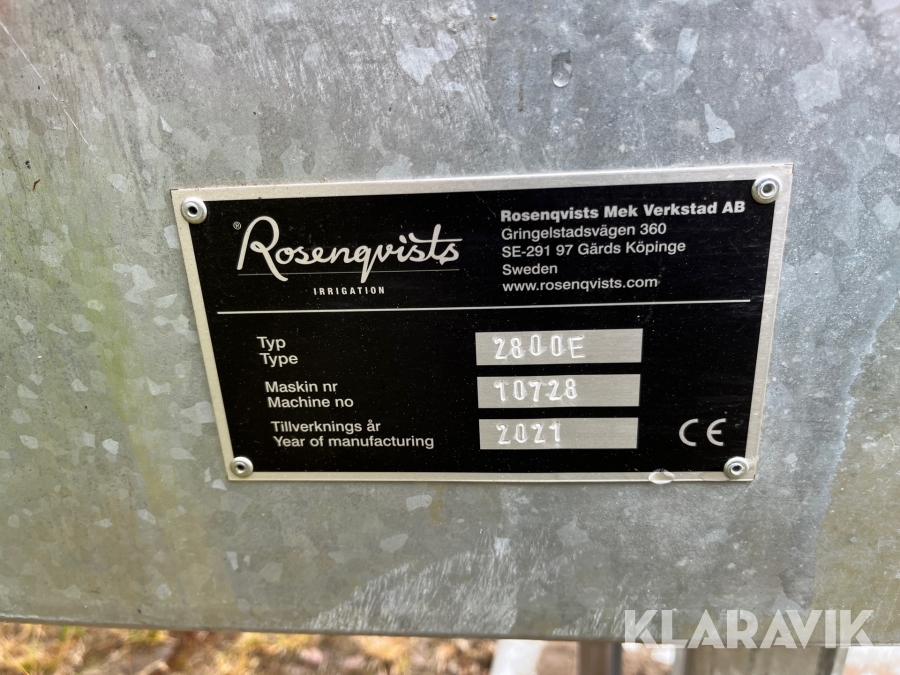 ® Rosenqvists
IRRIGATION
Rosenqvists Mek Verkstad AB
Gringelstadsvägen 360
SE-291 97 Gärds Köpinge
Sweden
www.rosenqvists.com
Typ
Type
2800E
Maskin nr
Machine no
10728
Tillverknings år
Year of manufacturing
2021
CE
KLARAVIK